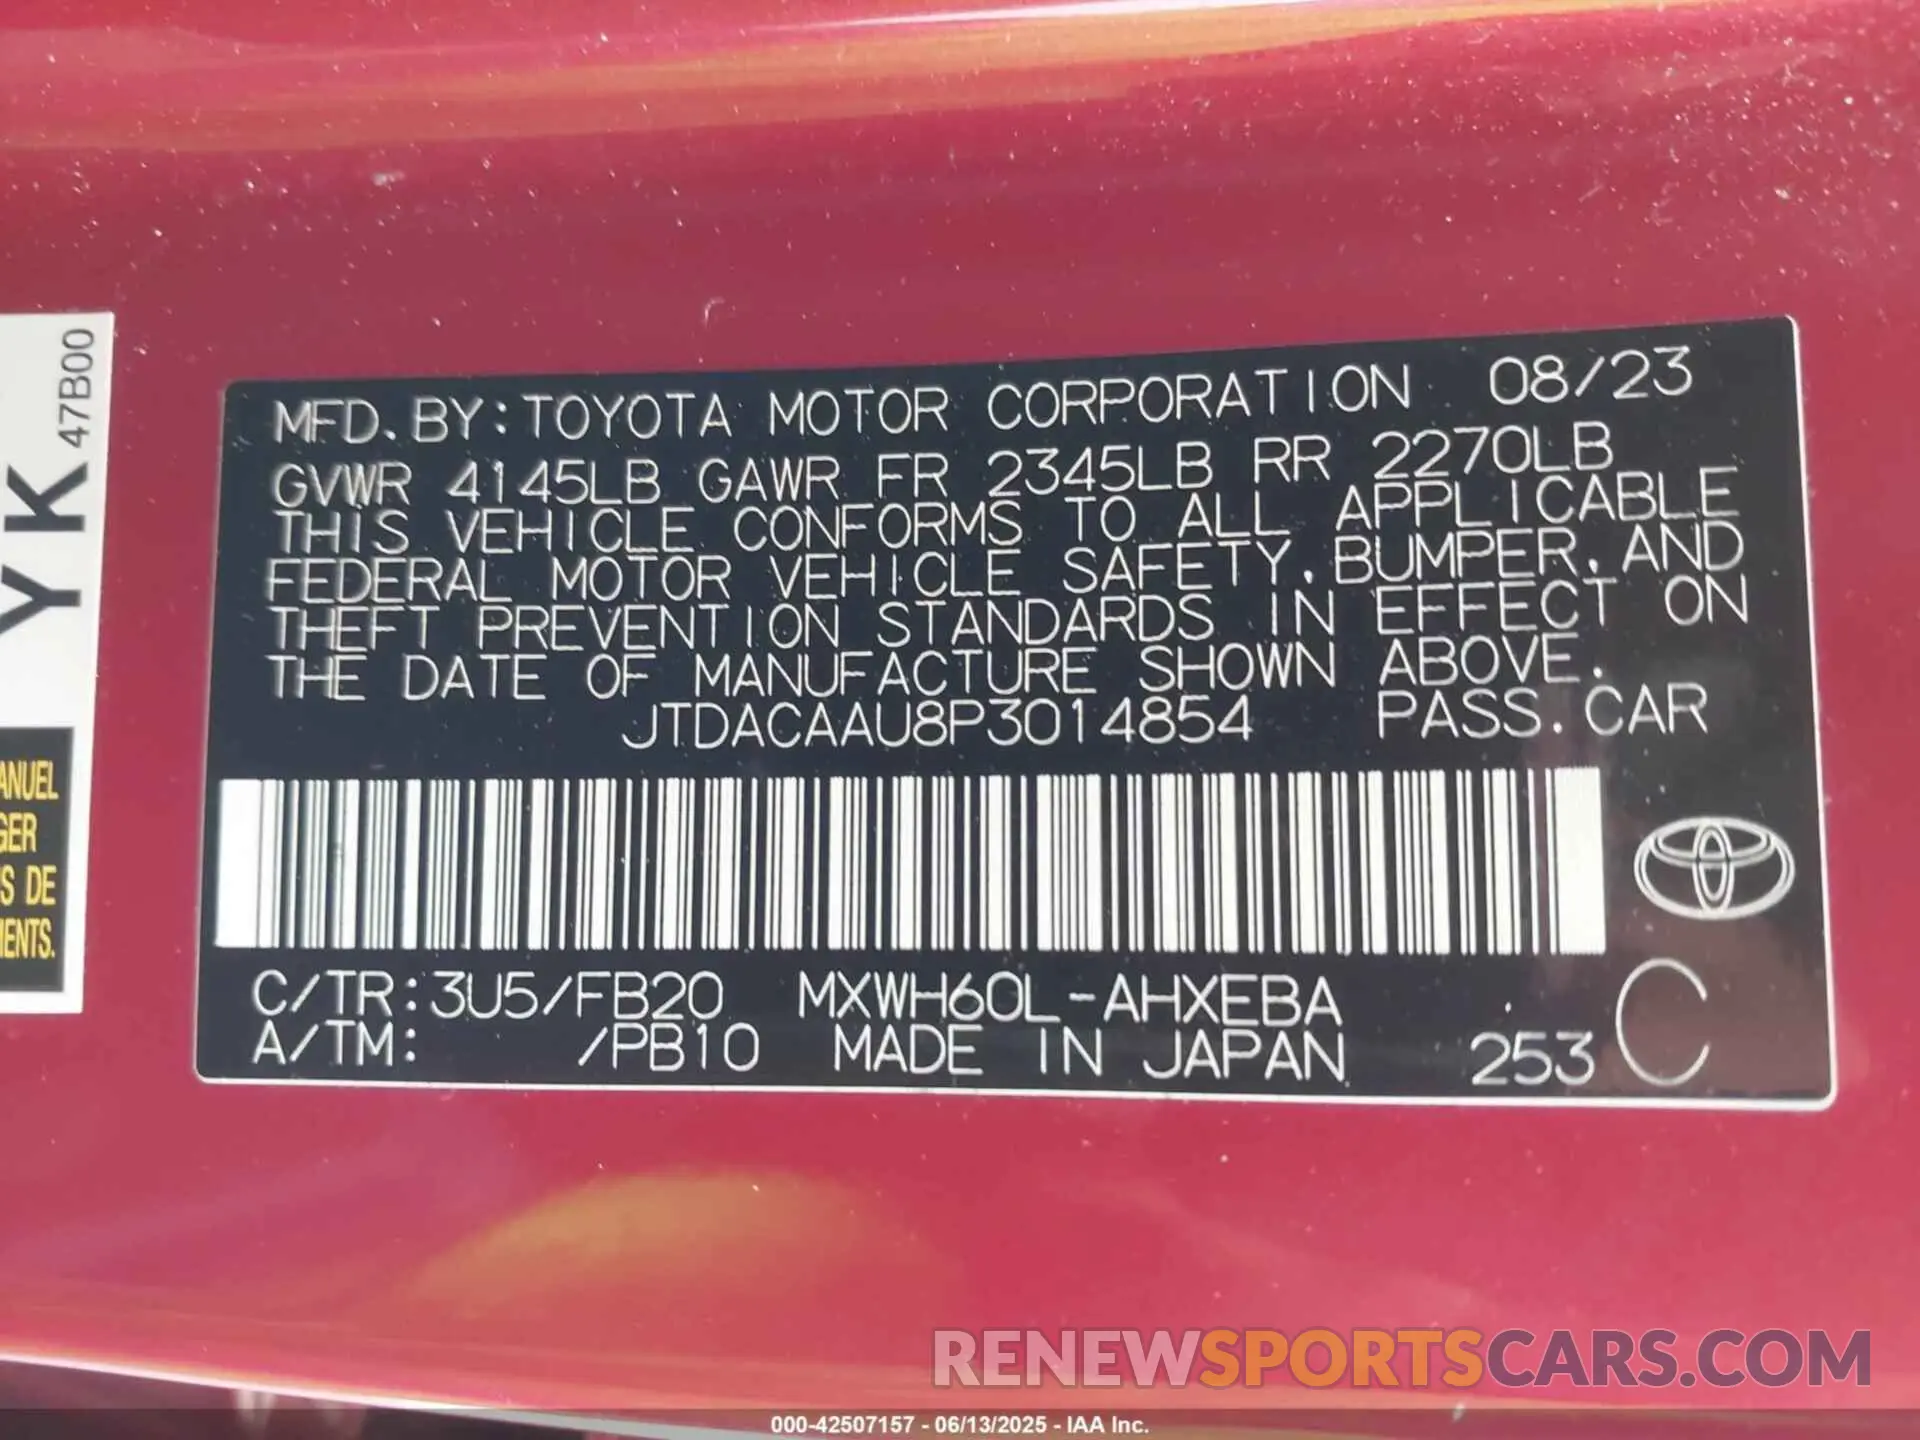 MFD. BY: TOYOTA MOTOR CORPORATION 08/23
GVWR 4145LB GAWR FR 2345LB RR 2270LB
THIS VEHICLE CONFORMS TO ALL APPLICABLE
FEDERAL MOTOR VEHICLE SAFETY, BUMPER, AND
THEFT PREVENTION STANDARDS IN EFFECT ON
THE DATE OF MANUFACTURE SHOWN ABOVE.
JTDACAAU8P3014854 PASS. CAR
C/TR: 3U5/FB20 MXWH60L-AHXEBA
A/TM: /PB10 MADE IN JAPAN 253 C
YK 47B00
ANUEL
GER
S DE
MENTS.
RENEWSPORTSCARS.COM
000-42507157 - 06/13/2025 - IAA Inc.